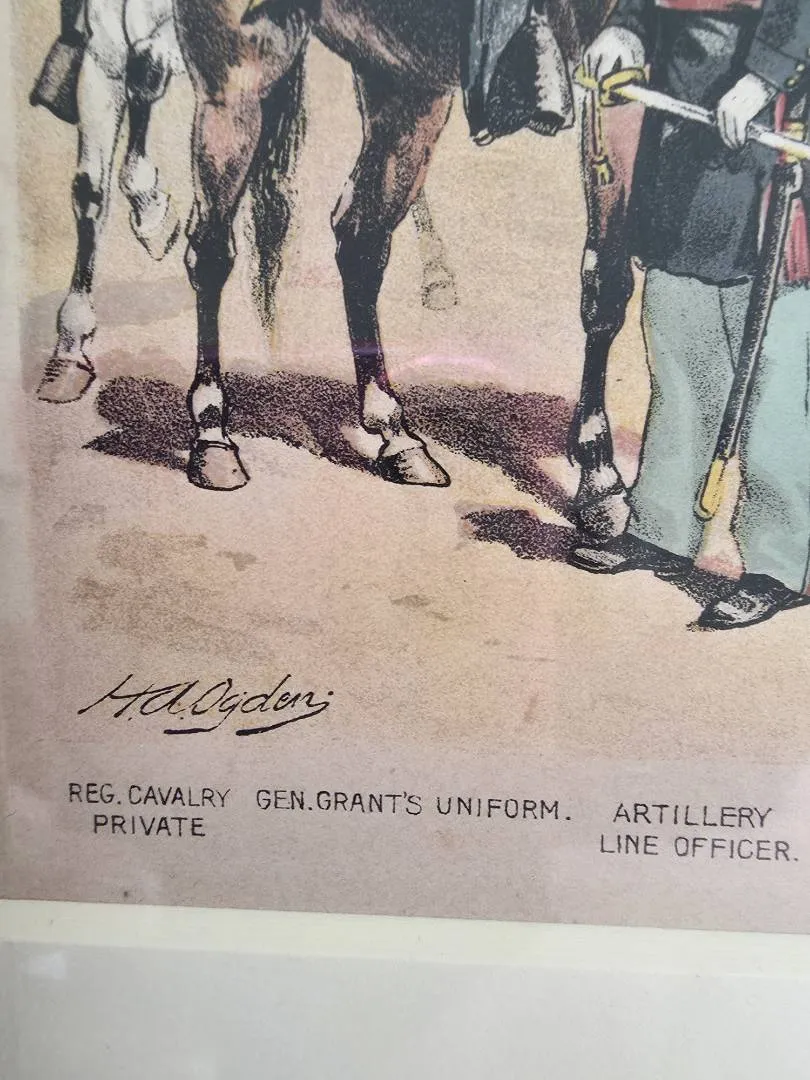 H.A.Ogden
REG. CAVALRY PRIVATE
GEN. GRANT'S UNIFORM.
ARTILLERY LINE OFFICER.